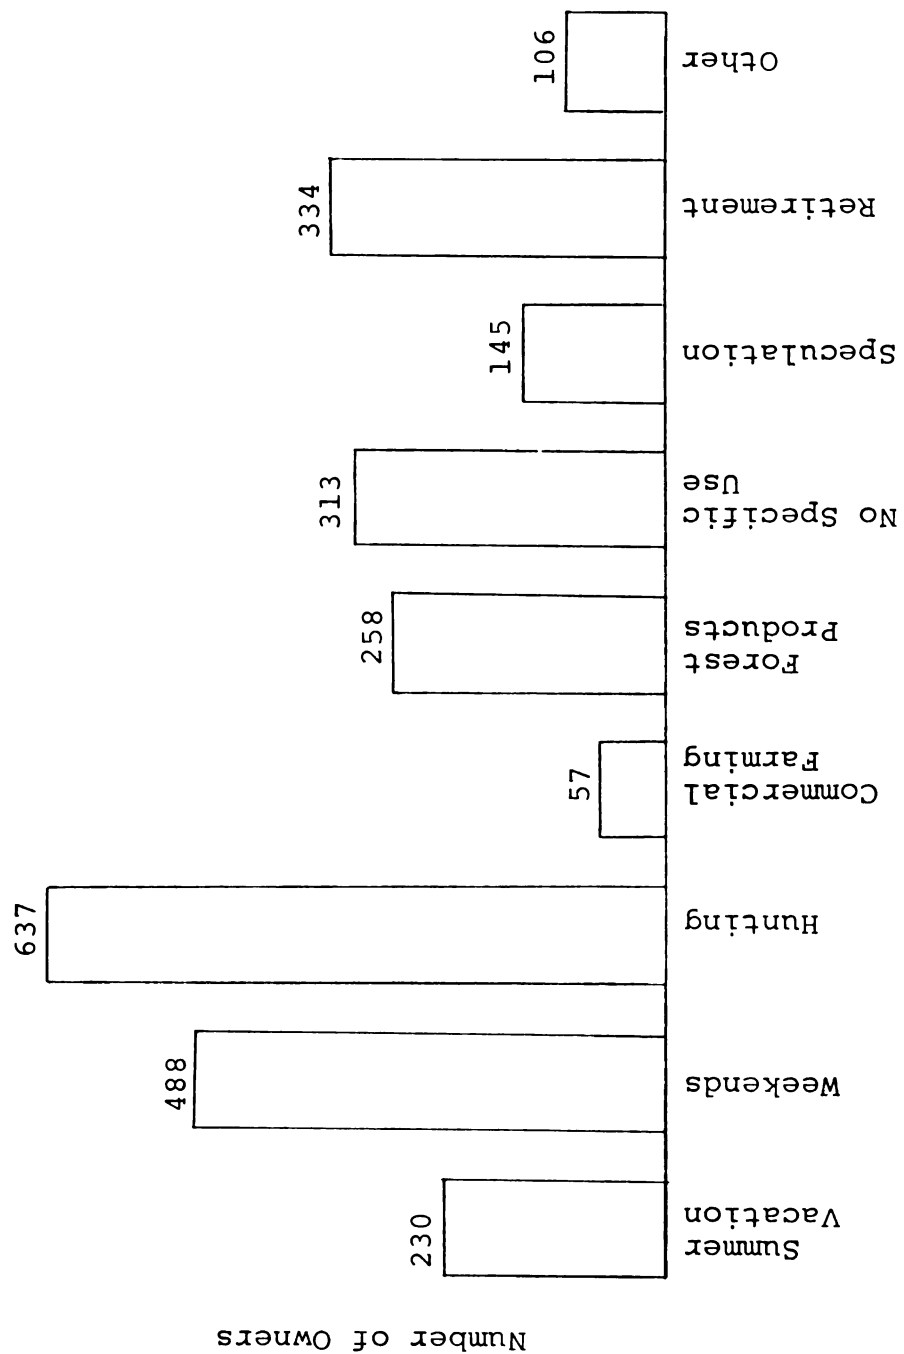 Number of Owners
230
488
637
57
258
313
145
334
106
Summer
Vacation
Weekends
Hunting
Commercial
Farming
Forest
Products
No Specific
Use
Speculation
Retirement
Other